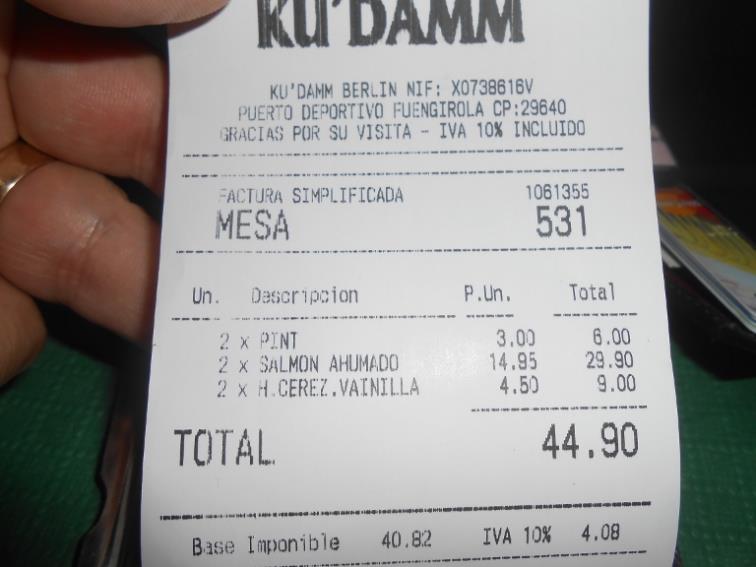 KU'DAMM
KU'DAMM BERLIN NIF: X0738616V
PUERTO DEPORTIVO FUENGIROLA CP:29640
GRACIAS POR SU VISITA - IVA 10% INCLUIDO
FACTURA SIMPLIFICADA 1061355
MESA 531
Un. Descripcion P.Un. Total
2 x PINT 3.00 6.00
2 x SALMON AHUMADO 14.95 29.90
2 x H.CEREZ.VAINILLA 4.50 9.00
TOTAL 44.90
Base Imponible 40.82 IVA 10% 4.08